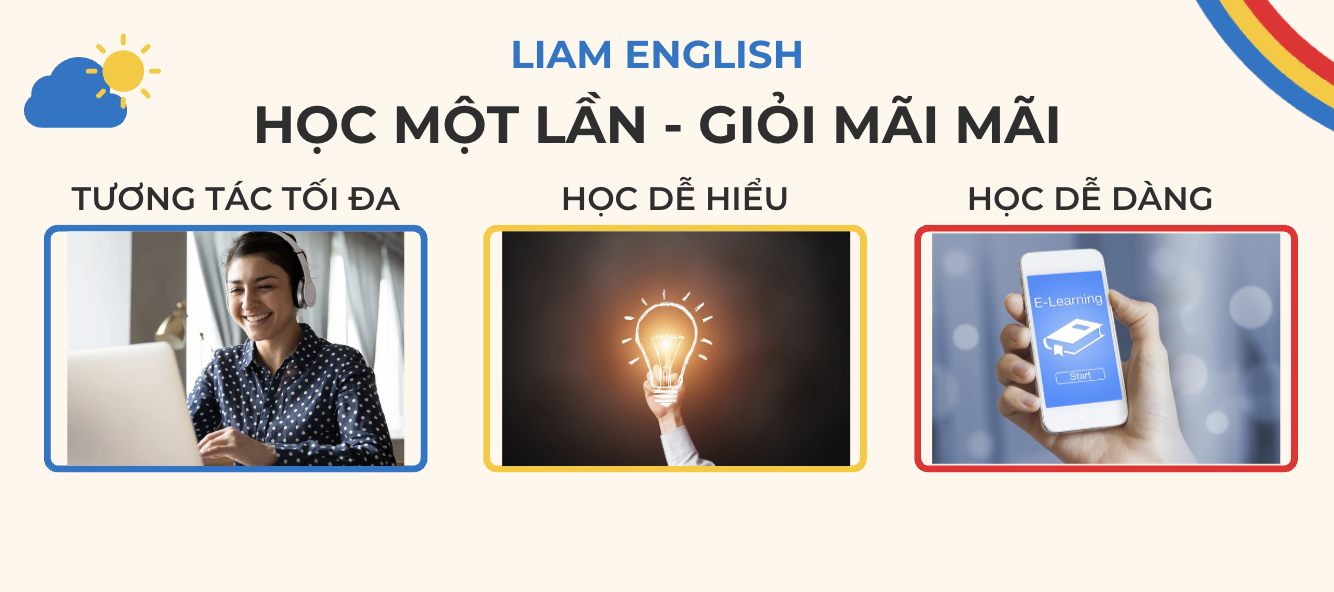 LIAM ENGLISH
HỌC MỘT LẦN - GIỎI MÃI MÃI
TƯƠNG TÁC TỐI ĐA
HỌC DỄ HIỂU
HỌC DỄ DÀNG
E-Learning
Start